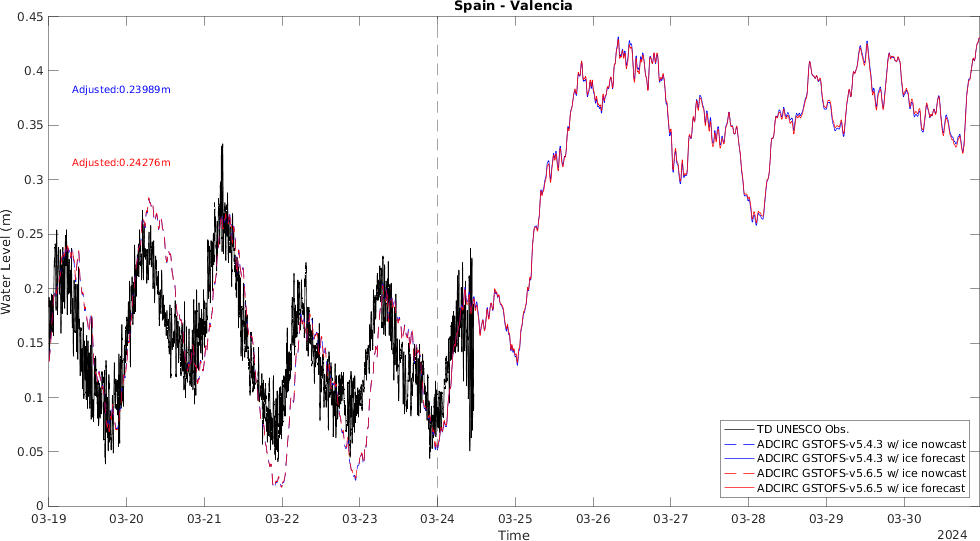 Spain - Valencia
0.45
0.4
0.35
0.3
0.25
0.2
0.15
0.1
0.05
0
Water Level (m)
Adjusted:0.23989m
Adjusted:0.24276m
TD UNESCO Obs.
ADCIRC GSTOFS-v5.4.3 w/ ice nowcast
ADCIRC GSTOFS-v5.4.3 w/ ice forecast
ADCIRC GSTOFS-v5.6.5 w/ ice nowcast
ADCIRC GSTOFS-v5.6.5 w/ ice forecast
03-19 03-20 03-21 03-22 03-23 03-24 03-25 03-26 03-27 03-28 03-29 03-30
Time
2024